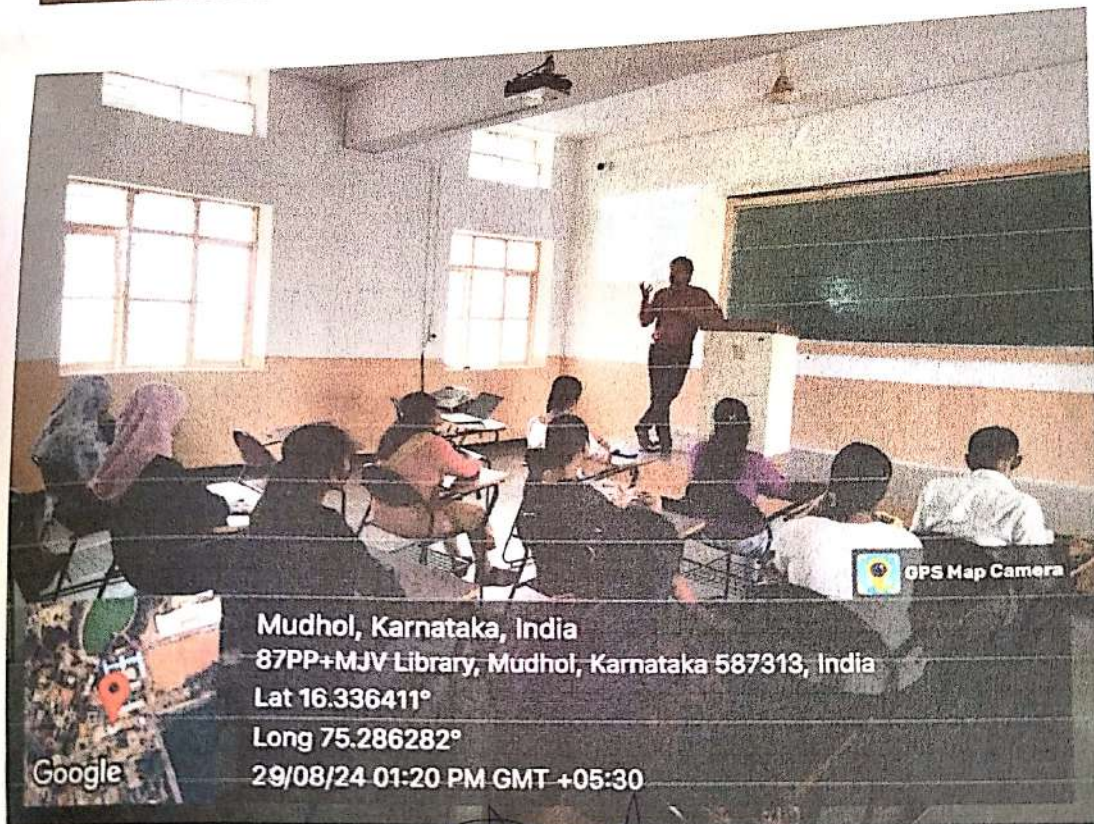 GPS Map Camera
Mudhol, Karnataka, India
87PP+MJV Library, Mudhol, Karnataka 587313, India
Lat 16.336411°
Long 75.286282°
29/08/24 01:20 PM GMT +05:30
Google